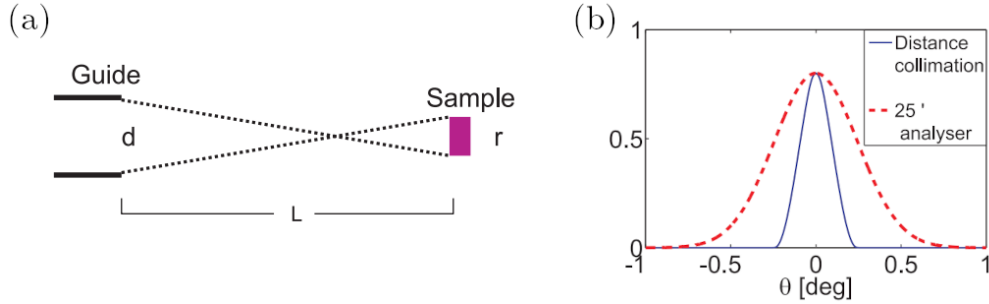 (a)
Guide
Sample
d
r
L
(b)
1
0.5
0
-1
-0.5
0
0.5
1
θ [deg]
Distance
collimation
25 '
analyser